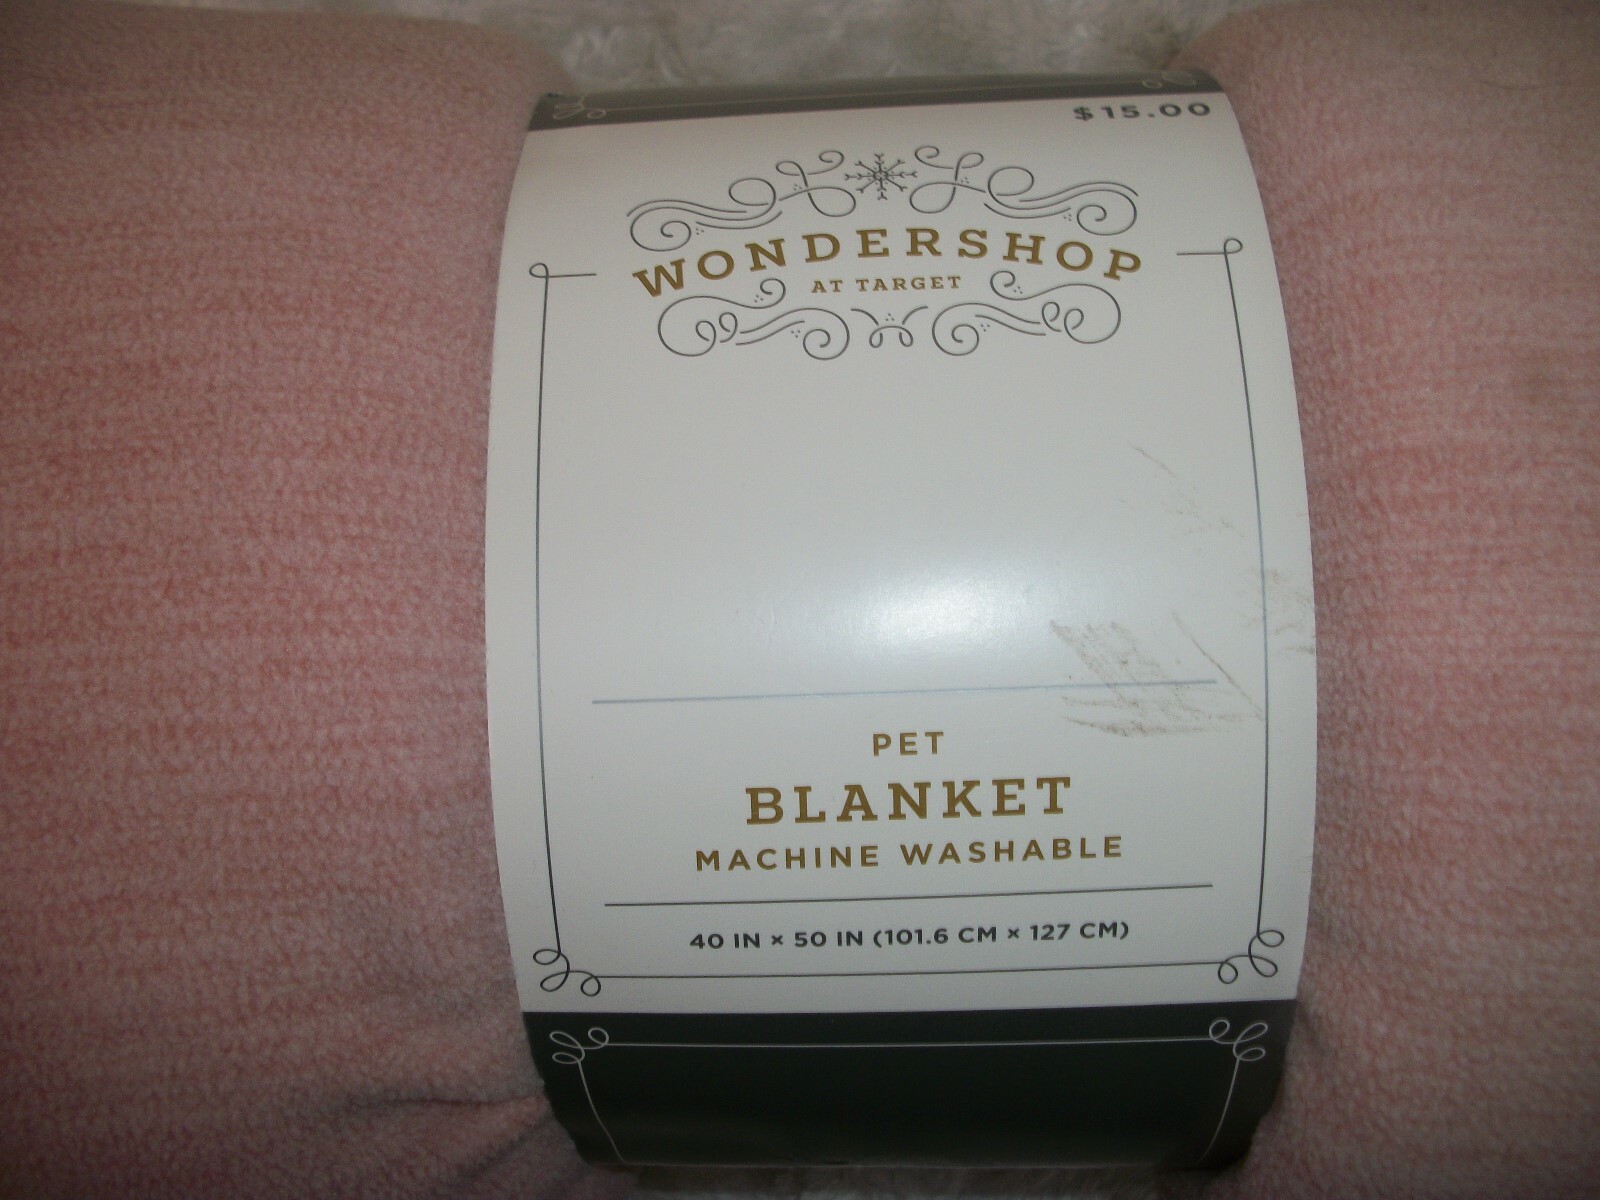 $15.00
WONDERSHOP
AT TARGET
PET
BLANKET
MACHINE WASHABLE
40 IN × 50 IN (101.6 CM × 127 CM)